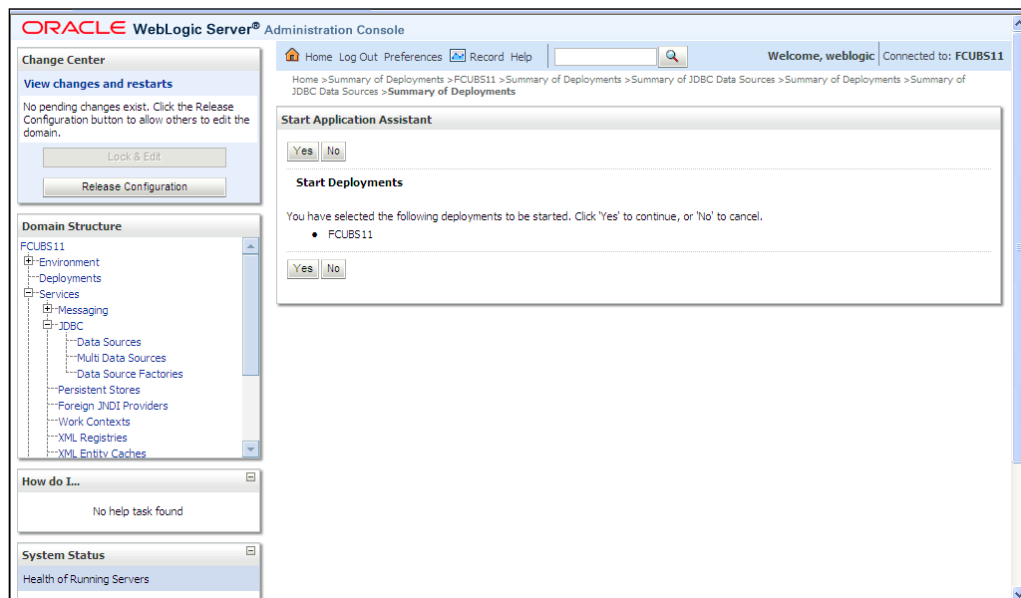 ORACLE WebLogic Server® Administration Console
Change Center
View changes and restarts
No pending changes exist. Click the Release
Configuration button to allow others to edit the
domain.
Lock & Edit
Release Configuration
Domain Structure
FCUBS11
Environment
Deployments
Services
Messaging
JDBC
Data Sources
Multi Data Sources
Data Source Factories
Persistent Stores
Foreign JNDI Providers
Work Contexts
XML Registries
XML Entity Caches
How do I...
No help task found
System Status
Health of Running Servers
Home Log Out Preferences Record Help
Welcome, weblogic Connected to: FCUBS11
Home >Summary of Deployments >FCUBS11 >Summary of Deployments >Summary of JDBC Data Sources >Summary of Deployments >Summary of
JDBC Data Sources >Summary of Deployments
Start Application Assistant
Yes No
Start Deployments
You have selected the following deployments to be started. Click 'Yes' to continue, or 'No' to cancel.
• FCUBS11
Yes No